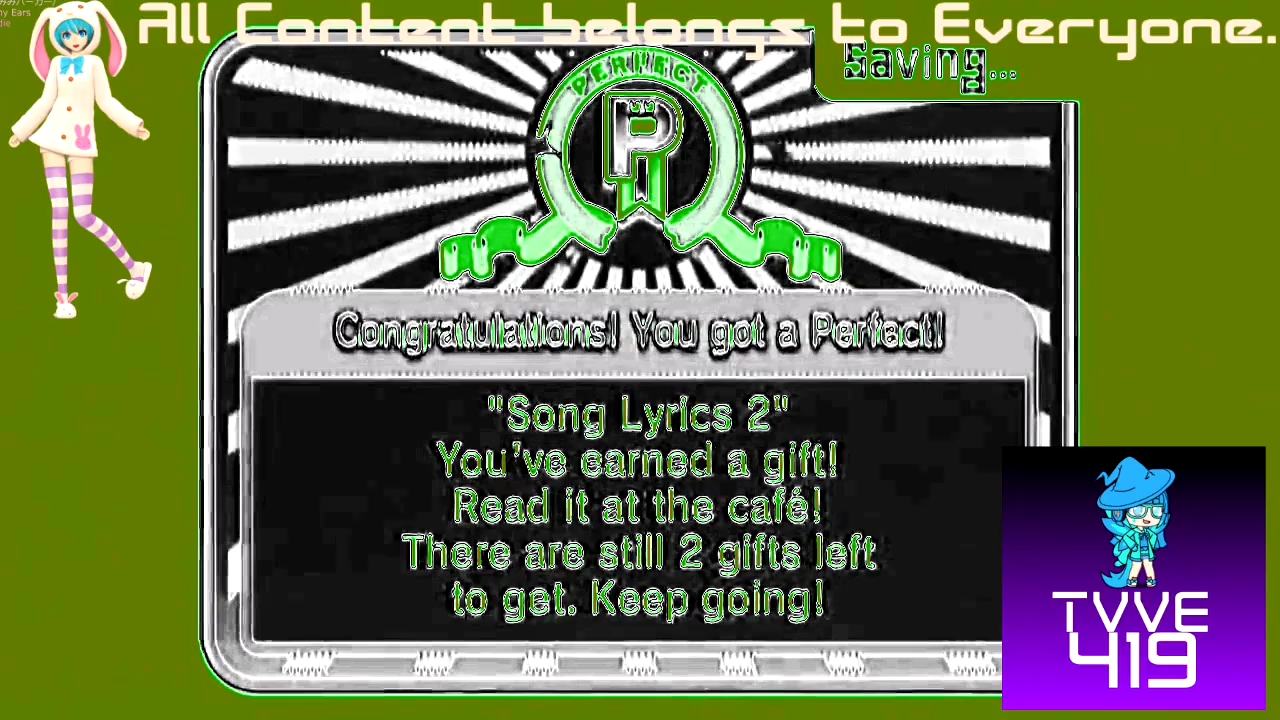 All Content belongs to Everyone.
Saving...
PERFECT
P
Congratulations! You got a Perfect!
"Song Lyrics 2"
You've earned a gift!
Read it at the café!
There are still 2 gifts left
to get. Keep going!
TVVE
419